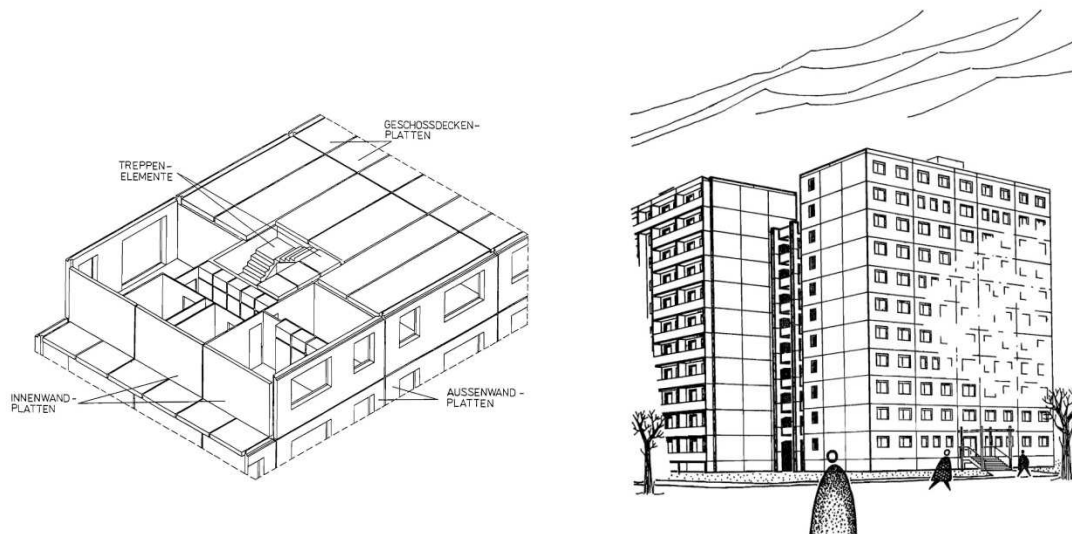 GESCHOSSDECKEN-
PLATTEN
TREPPEN-
ELEMENTE
INNENWAND-
PLATTEN
AUSSENWAND-
PLATTEN